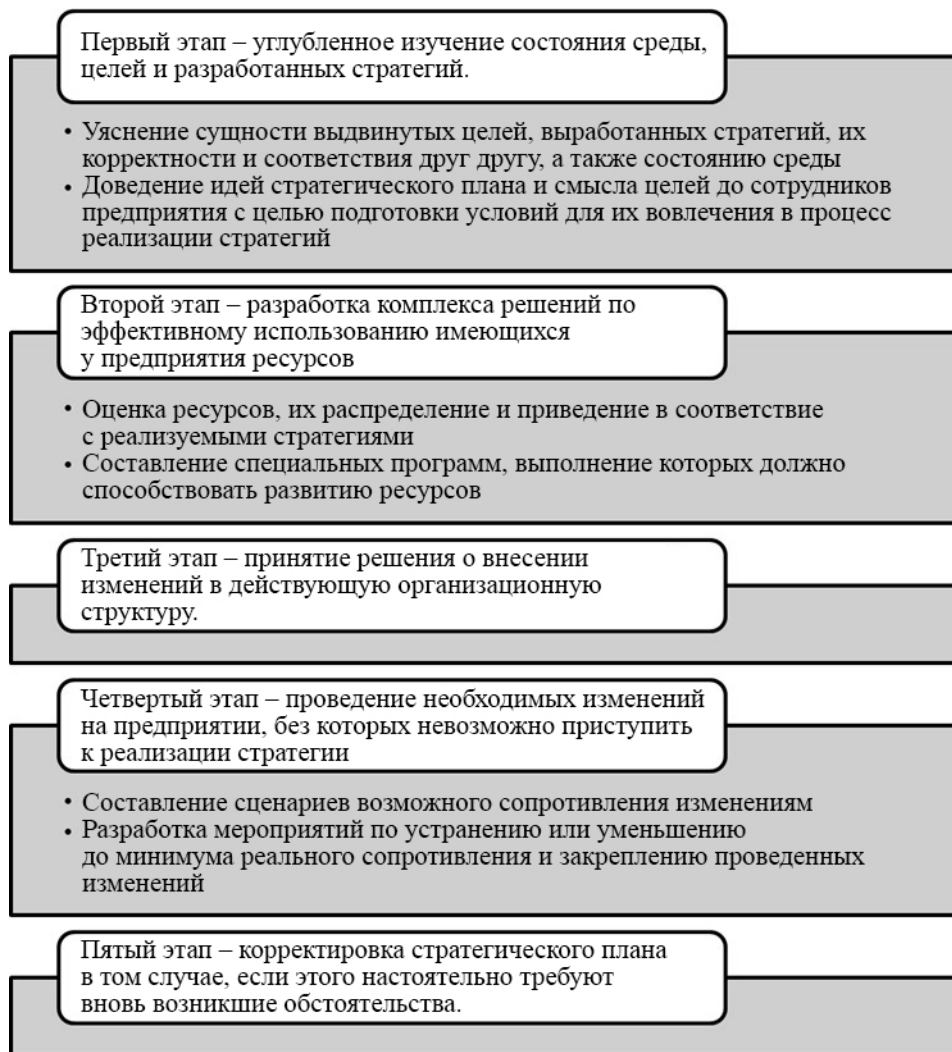 Первый этап – углубленное изучение состояния среды,
целей и разработанных стратегий.
• Уяснение сущности выдвинутых целей, выработанных стратегий, их
корректности и соответствия друг другу, а также состоянию среды
• Доведение идей стратегического плана и смысла целей до сотрудников
предприятия с целью подготовки условий для их вовлечения в процесс
реализации стратегий
Второй этап – разработка комплекса решений по
эффективному использованию имеющихся
у предприятия ресурсов
• Оценка ресурсов, их распределение и приведение в соответствие
с реализуемыми стратегиями
• Составление специальных программ, выполнение которых должно
способствовать развитию ресурсов
Третий этап – принятие решения о внесении
изменений в действующую организационную
структуру.
Четвертый этап – проведение необходимых изменений
на предприятии, без которых невозможно приступить
к реализации стратегии
• Составление сценариев возможного сопротивления изменениям
• Разработка мероприятий по устранению или уменьшению
до минимума реального сопротивления и закреплению проведенных
изменений
Пятый этап – корректировка стратегического плана
в том случае, если этого настоятельно требуют
вновь возникшие обстоятельства.